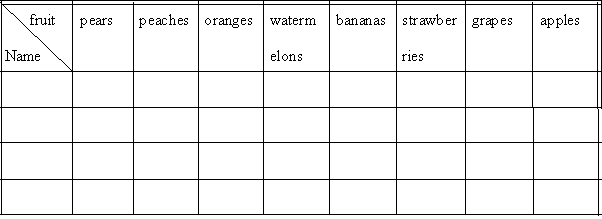 fruit pears peaches oranges waterm bananas strawber grapes apples
Name elons ries